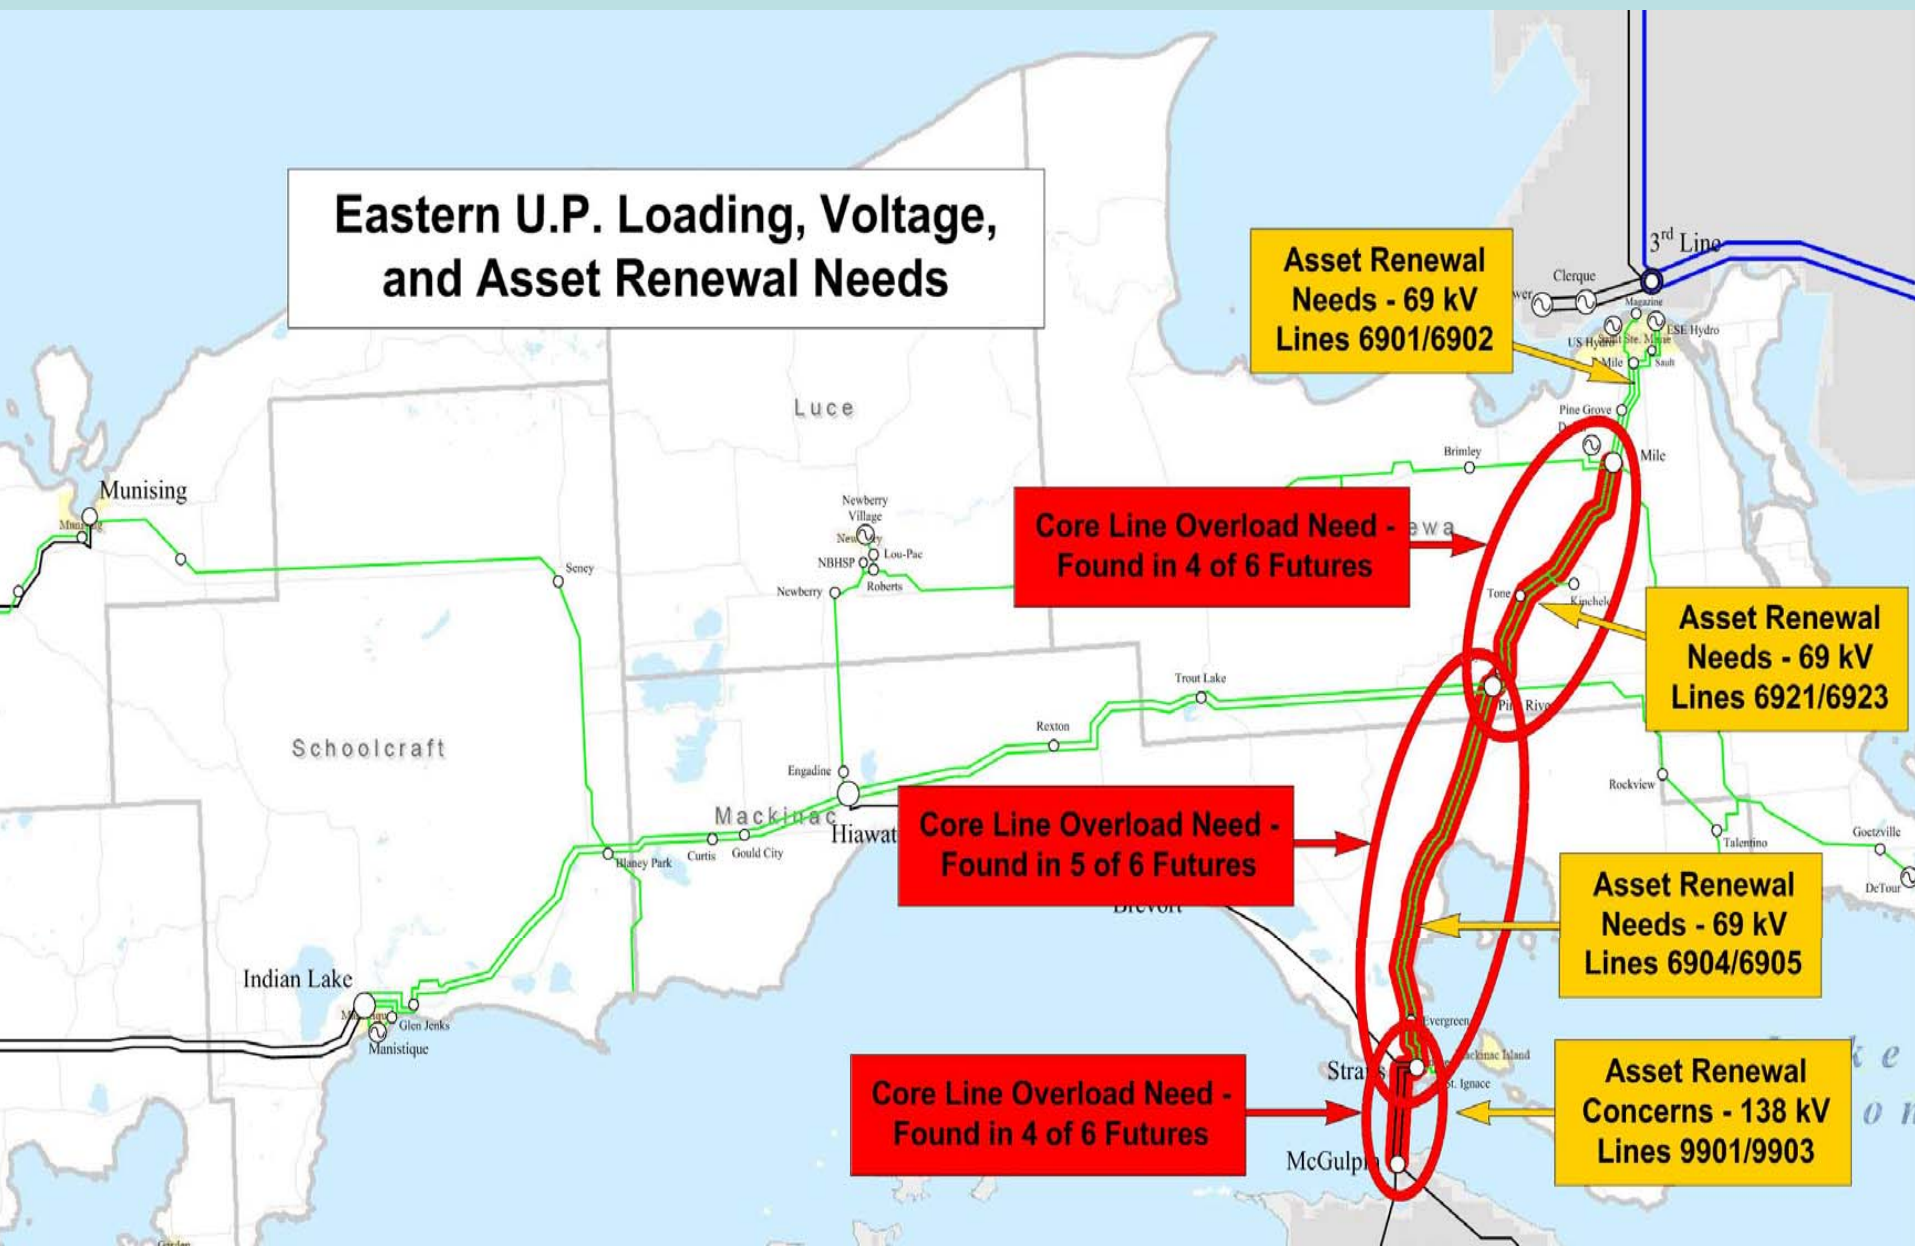 Eastern U.P. Loading, Voltage,
and Asset Renewal Needs
Asset Renewal
Needs - 69 kV
Lines 6901/6902
3rd Line
Clerque
Magazine
ESE Hydro
US Hydro
Mile
Sault
Pine Grove
Luce
Brimley
Mile
Munising
Newberry
Village
Lou-Pac
NBHSP
Roberts
Newberry
Seney
Core Line Overload Need -
Found in 4 of 6 Futures
Tone
Asset Renewal
Needs - 69 kV
Lines 6921/6923
Trout Lake
Rexton
Schoolcraft
Engadine
Mackinac
Rockview
Core Line Overload Need -
Found in 5 of 6 Futures
Blaney Park
Curtis
Gould City
Talentino
Goetzville
DeTour
Asset Renewal
Needs - 69 kV
Lines 6904/6905
Indian Lake
Glen Jenks
Manistique
Evergreen
Mackinac Island
St. Ignace
Core Line Overload Need -
Found in 4 of 6 Futures
Asset Renewal
Concerns - 138 kV
Lines 9901/9903